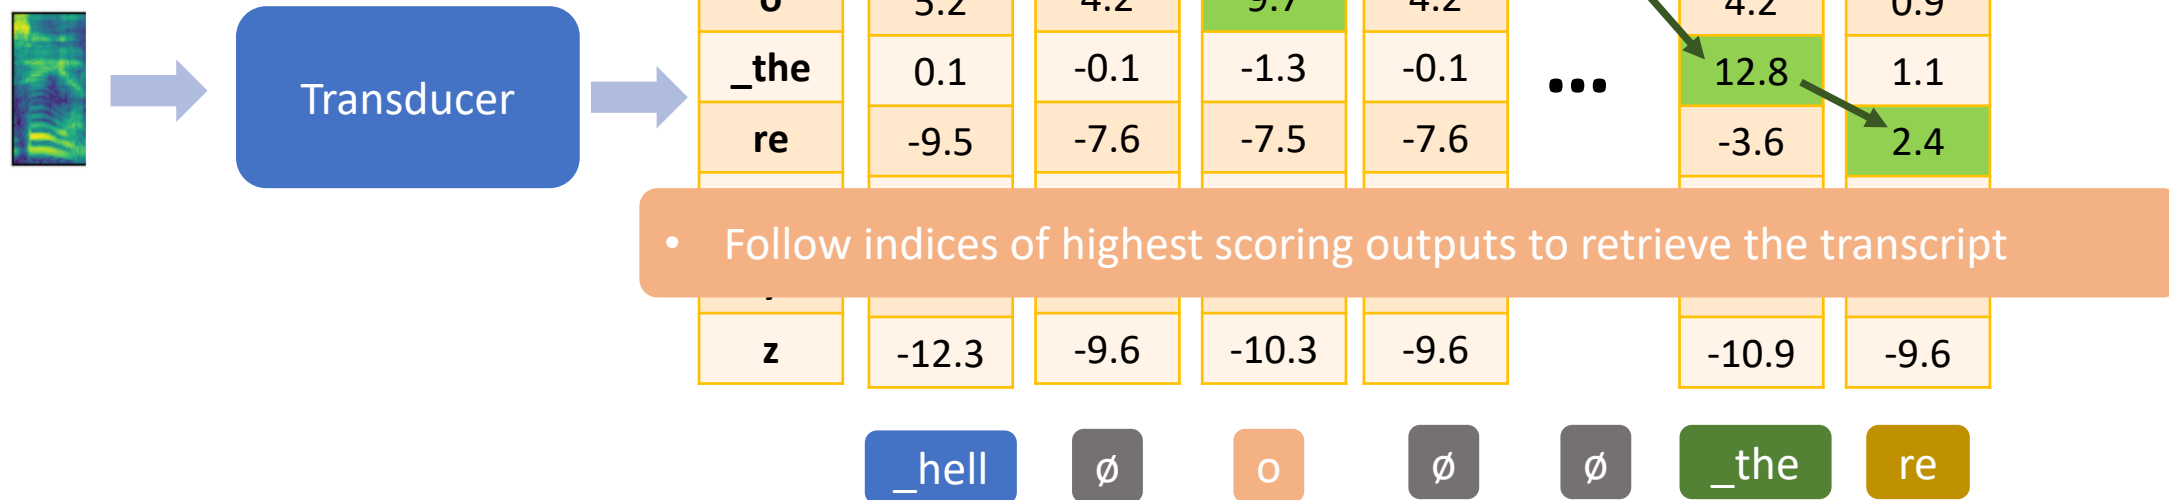 o 5.2 4.2 9.7 4.2 4.2 0.9
_the 0.1 -0.1 -1.3 -0.1 ... 12.8 1.1
Transducer
re -9.5 -7.6 -7.5 -7.6 -3.6 2.4
• Follow indices of highest scoring outputs to retrieve the transcript
z -12.3 -9.6 -10.3 -9.6 -10.9 -9.6
_hell ø o ø ø _the re